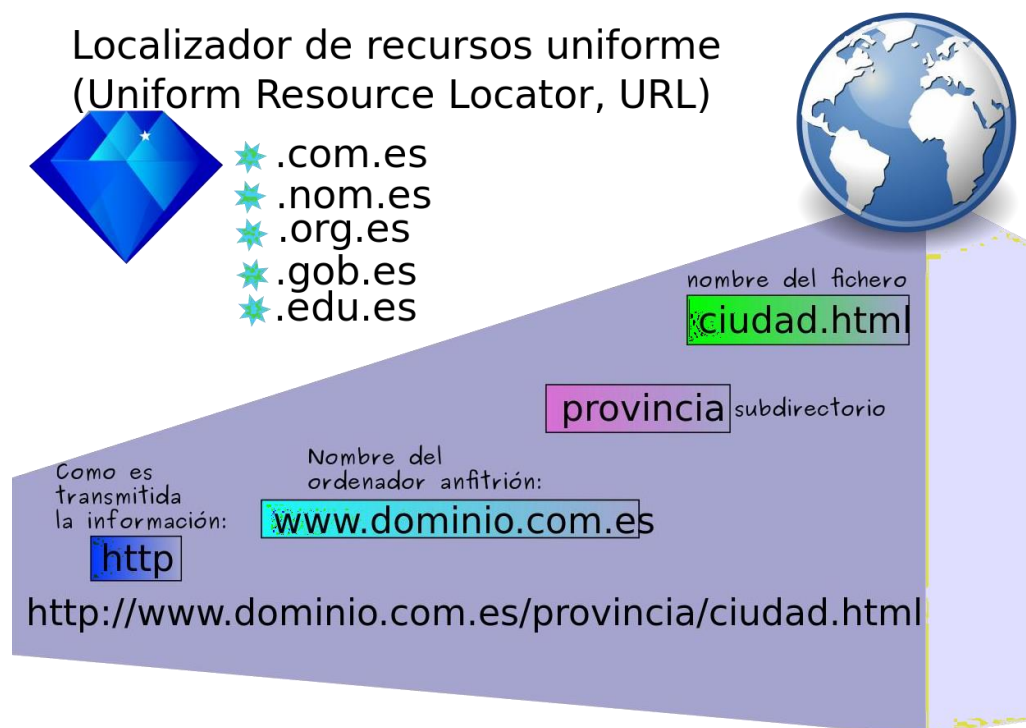 Localizador de recursos uniforme
(Uniform Resource Locator, URL)
.com.es
.nom.es
.org.es
.gob.es
.edu.es
nombre del fichero
ciudad.html
provincia subdirectorio
Como es
transmitida
la información:
http
Nombre del
ordenador anfitrión:
www.dominio.com.es
http://www.dominio.com.es/provincia/ciudad.html